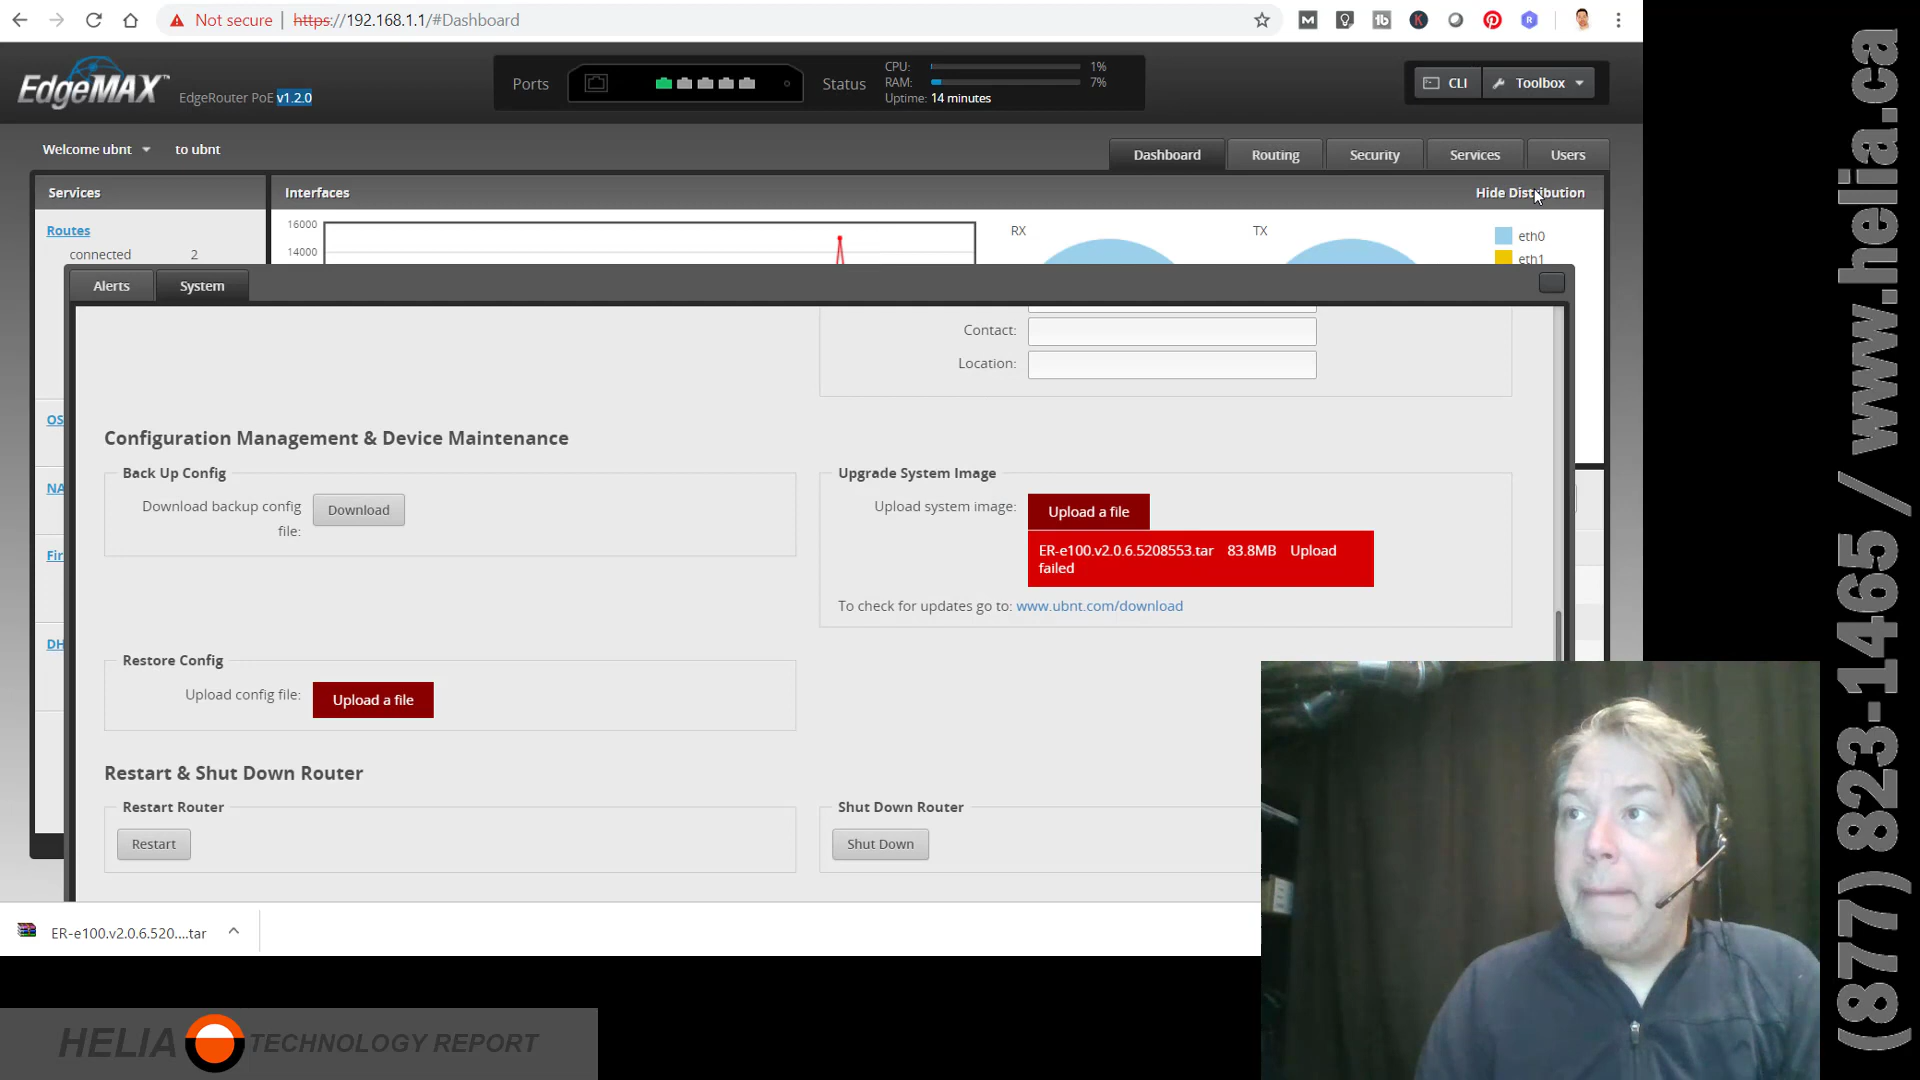 Not secure | https://192.168.1.1/#Dashboard
EdgeMAX™ EdgeRouter PoE v1.2.0
Ports
Status
CPU: 1%
RAM: 7%
Uptime: 14 minutes
CLI
Toolbox
Welcome ubnt
to ubnt
Dashboard
Routing
Security
Services
Users
Services
Interfaces
Hide Distribution
Routes
connected 2
16000
14000
RX
TX
eth0
eth1
OS
NA
Fir
DH
Alerts
System
Contact:
Location:
Configuration Management & Device Maintenance
Back Up Config
Download backup config
file:
Download
Upgrade System Image
Upload system image:
Upload a file
ER-e100.v2.0.6.5208553.tar 83.8MB Upload
failed
To check for updates go to: www.ubnt.com/download
Restore Config
Upload config file:
Upload a file
Restart & Shut Down Router
Restart Router
Restart
Shut Down Router
Shut Down
ER-e100.v2.0.6.520....tar
HELIA TECHNOLOGY REPORT
(877) 823-1465 / www.helia.ca